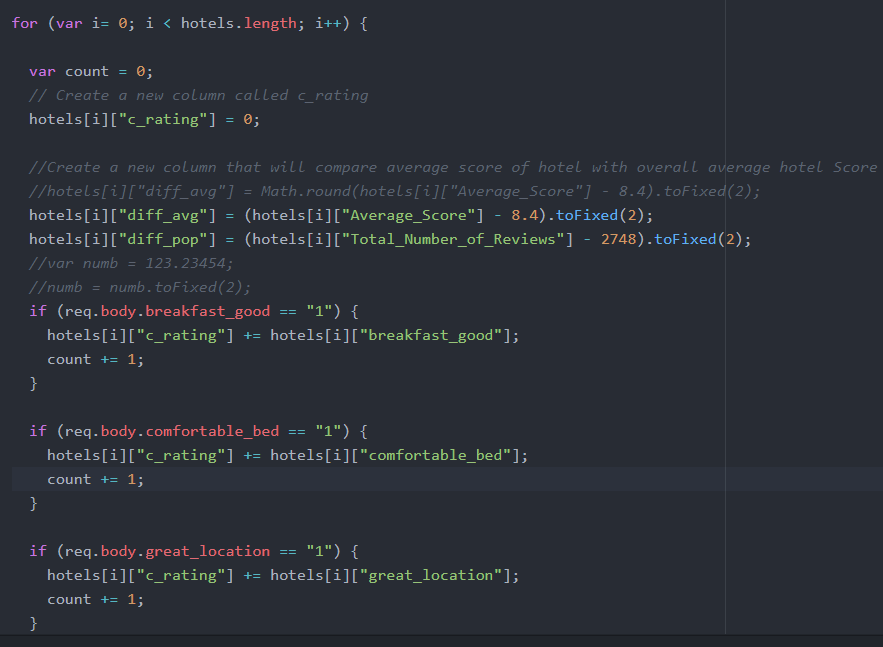 for (var i= 0; i < hotels.length; i++) {
var count = 0;
// Create a new column called c_rating
hotels[i]["c_rating"] = 0;
//Create a new column that will compare average score of hotel with overall average hotel Score
//hotels[i]["diff_avg"] = Math.round(hotels[i]["Average_Score"] - 8.4).toFixed(2);
hotels[i]["diff_avg"] = (hotels[i]["Average_Score"] - 8.4).toFixed(2);
hotels[i]["diff_pop"] = (hotels[i]["Total_Number_of_Reviews"] - 2748).toFixed(2);
//var numb = 123.23454;
//numb = numb.toFixed(2);
if (req.body.breakfast_good == "1") {
hotels[i]["c_rating"] += hotels[i]["breakfast_good"];
count += 1;
}
if (req.body.comfortable_bed == "1") {
hotels[i]["c_rating"] += hotels[i]["comfortable_bed"];
count += 1;
}
if (req.body.great_location == "1") {
hotels[i]["c_rating"] += hotels[i]["great_location"];
count += 1;
}